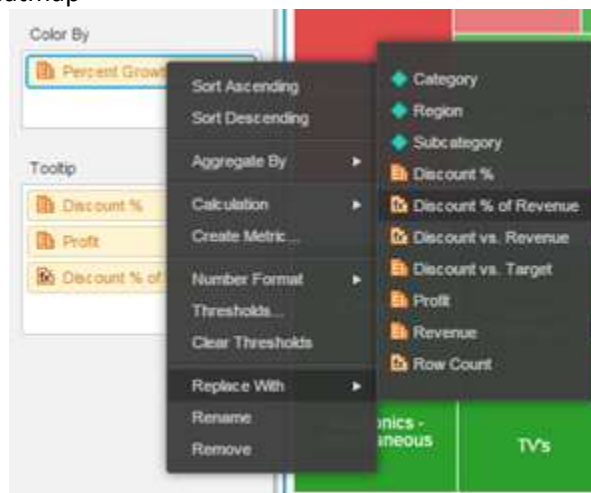 Color By
Percent Growt
Tooltip
Discount %
Profit
Discount % of
Sort Ascending
Sort Descending
Aggregate By
Calculation
Create Metric...
Number Format
Thresholds...
Clear Thresholds
Replace With
Rename
Remove
Category
Region
Subcategory
Discount %
Discount % of Revenue
Discount vs. Revenue
Discount vs. Target
Profit
Revenue
Row Count
onics -
aneous
TV's